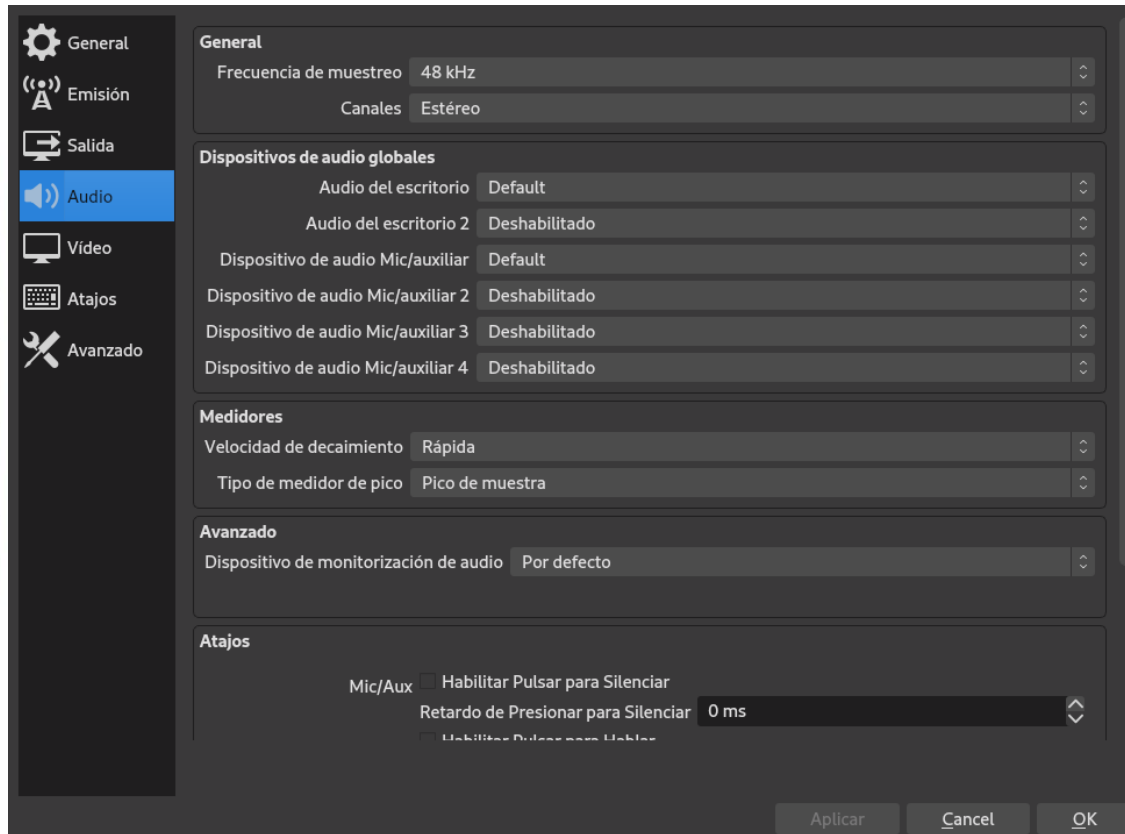 General
Emisión
Salida
Audio
Vídeo
Atajos
Avanzado
General
Frecuencia de muestreo 48 kHz
Canales Estéreo
Dispositivos de audio globales
Audio del escritorio Default
Audio del escritorio 2 Deshabilitado
Dispositivo de audio Mic/auxiliar Default
Dispositivo de audio Mic/auxiliar 2 Deshabilitado
Dispositivo de audio Mic/auxiliar 3 Deshabilitado
Dispositivo de audio Mic/auxiliar 4 Deshabilitado
Medidores
Velocidad de decaimiento Rápida
Tipo de medidor de pico Pico de muestra
Avanzado
Dispositivo de monitorización de audio Por defecto
Atajos
Mic/Aux Habilitar Pulsar para Silenciar
Retardo de Presionar para Silenciar 0 ms
Habilitar Pulsar para Hablar
Aplicar Cancel OK